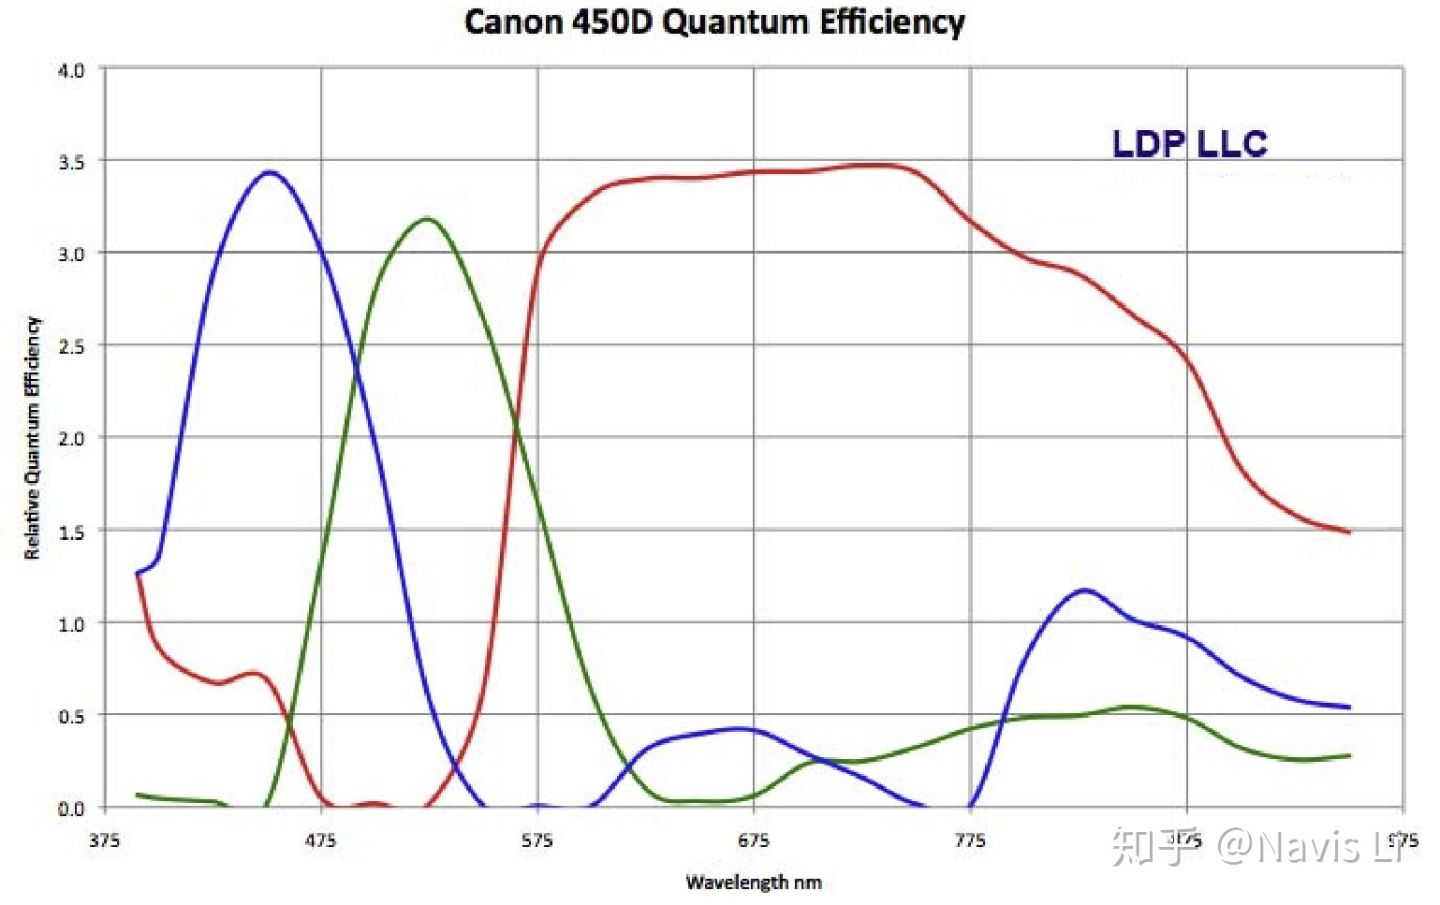 Canon 450D Quantum Efficiency
4.0
LDP LLC
3.5
3.0
2.5
Relative Quantum Efficiency
2.0
1.5
1.0
0.5
0.0
375 475 575 675 775 875 975
知乎 @Navis LI
Wavelength nm